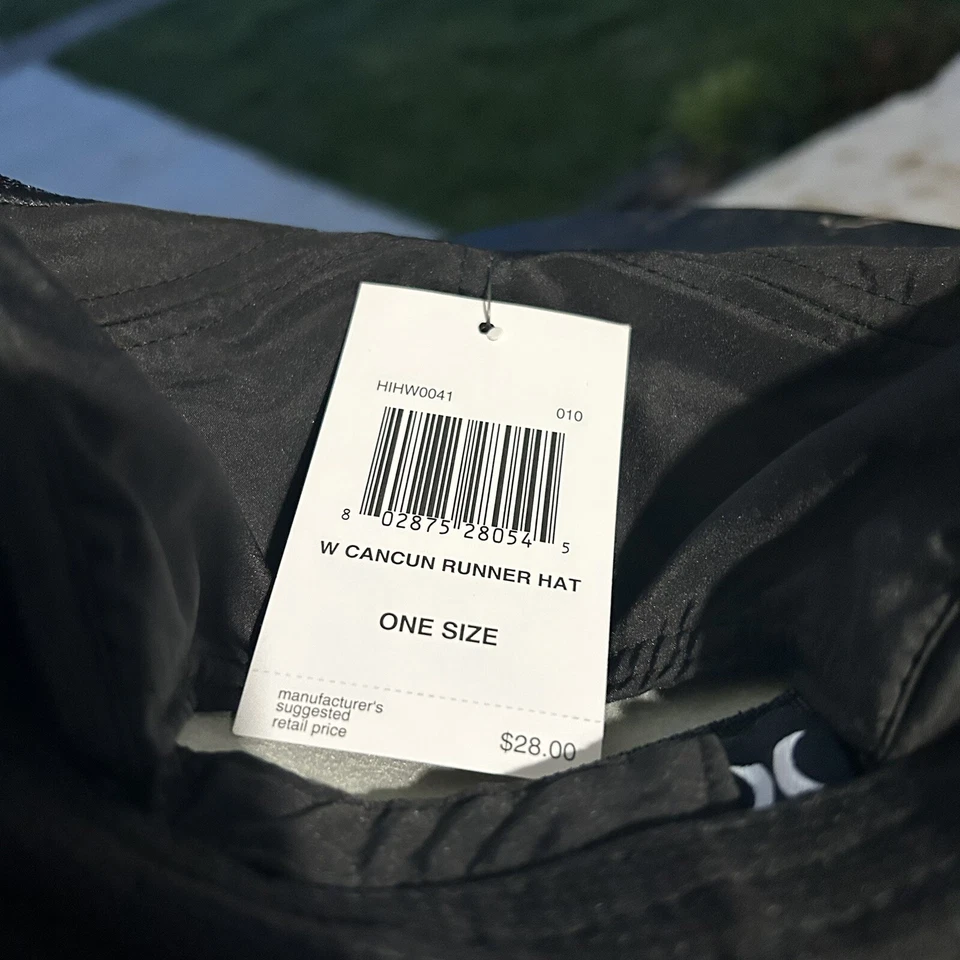 HIHW0041
010
8 02875 28054 5
W CANCUN RUNNER HAT
ONE SIZE
manufacturer's
suggested
retail price
$28.00